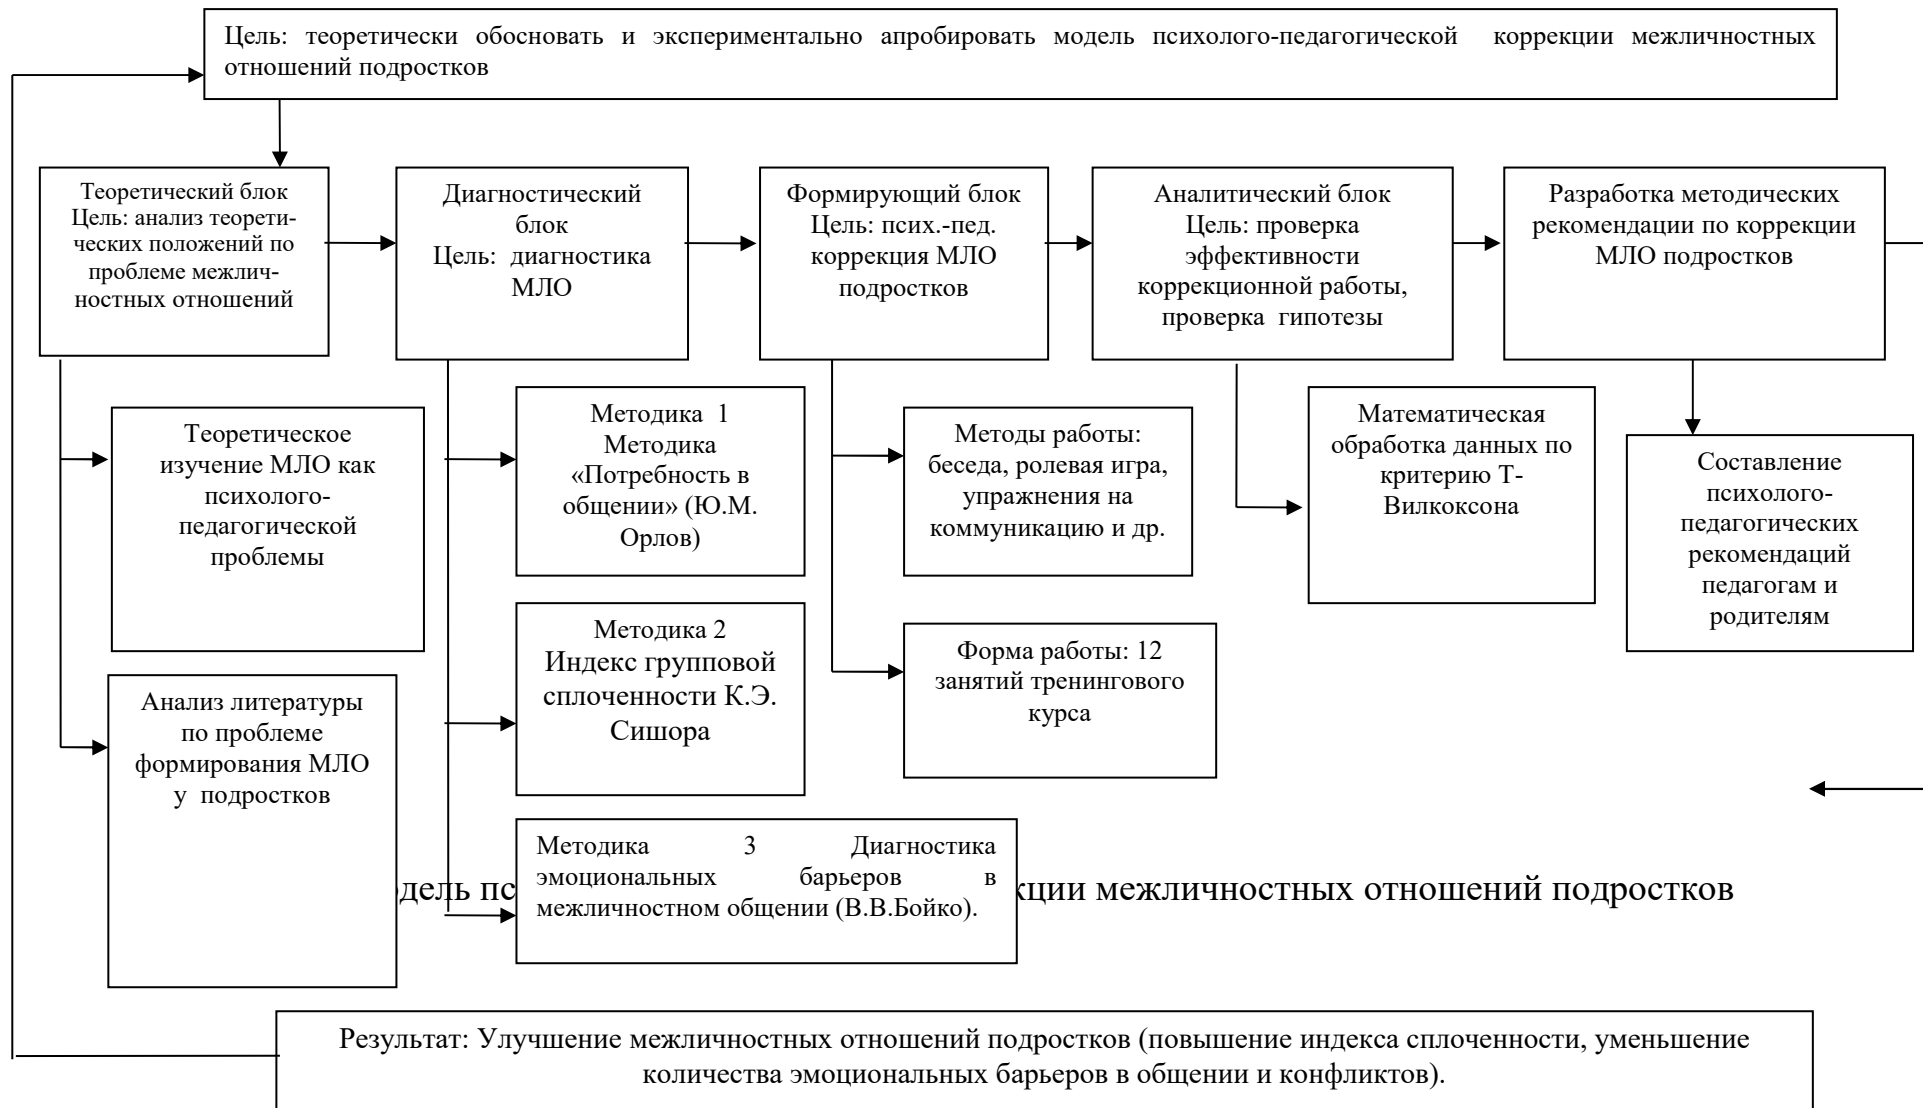 Цель: теоретически обосновать и экспериментально апробировать модель психолого-педагогической коррекции межличностных
отношений подростков
Теоретический блок
Цель: анализ теорети-
ческих положений по
проблеме межлич-
ностных отношений
Диагностический
блок
Цель: диагностика
МЛО
Формирующий блок
Цель: псих.-пед.
коррекция МЛО
подростков
Аналитический блок
Цель: проверка
эффективности
коррекционной работы,
проверка гипотезы
Разработка методических
рекомендации по коррекции
МЛО подростков
Теоретическое
изучение МЛО как
психолого-
педагогической
проблемы
Анализ литературы
по проблеме
формирования МЛО
у подростков
Методика 1
Методика
«Потребность в
общении» (Ю.М.
Орлов)
Методика 2
Индекс групповой
сплоченности К.Э.
Сишора
Методика 3 Диагностика
эмоциональных барьеров в
межличностном общении (В.В.Бойко).
Методы работы:
беседа, ролевая игра,
упражнения на
коммуникацию и др.
Форма работы: 12
занятий тренингового
курса
Математическая
обработка данных по
критерию Т-
Вилкоксона
Составление
психолого-
педагогических
рекомендаций
педагогам и
родителям
дель пс кции межличностных отношений подростков
Результат: Улучшение межличностных отношений подростков (повышение индекса сплоченности, уменьшение
количества эмоциональных барьеров в общении и конфликтов).